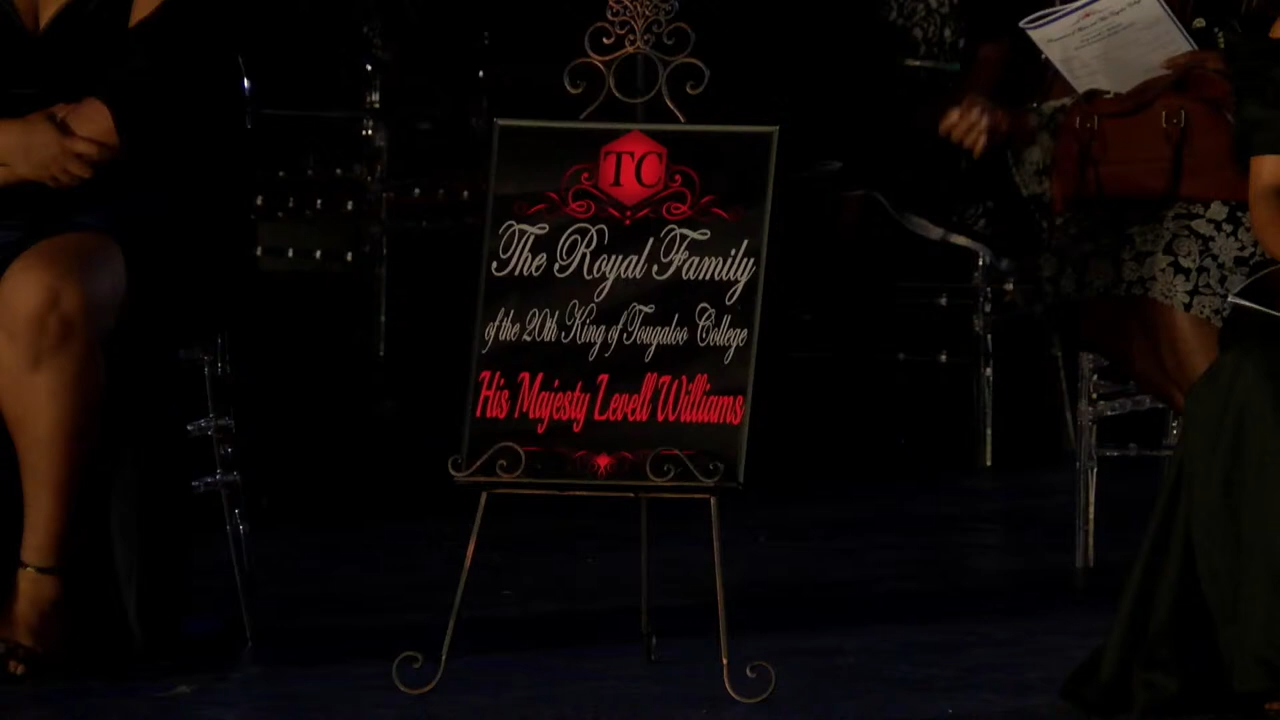 TC
The Royal Family
of the 20th King of Tougaloo College
His Majesty Levell Williams